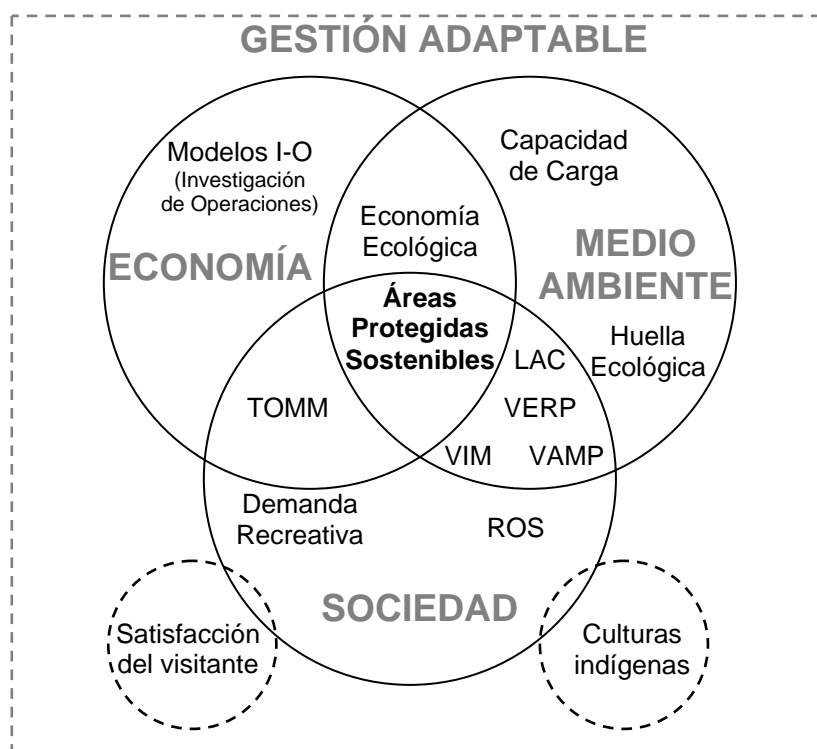 GESTIÓN ADAPTABLE
Modelos I-O
(Investigación
de Operaciones)
Capacidad
de Carga
Economía
Ecológica
ECONOMÍA
MEDIO
AMBIENTE
Áreas
Protegidas
Sostenibles
Huella
Ecológica
LAC
TOMM
VERP
VIM
VAMP
Demanda
Recreativa
ROS
SOCIEDAD
Satisfacción
del visitante
Culturas
indígenas